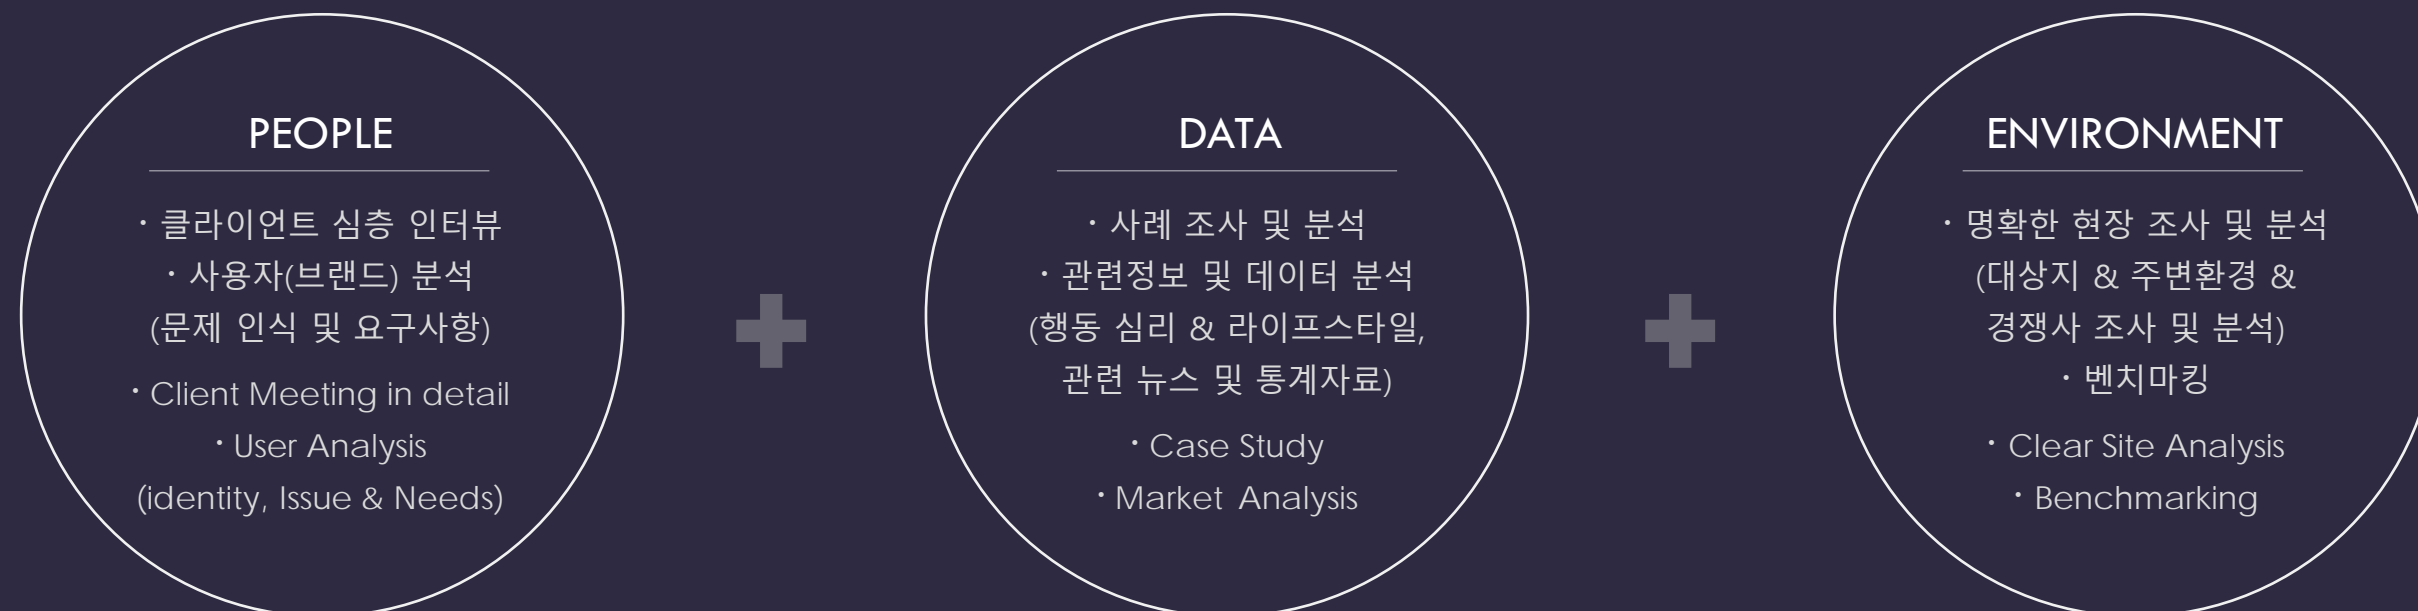 PEOPLE
· 클라이언트 심층 인터뷰
· 사용자(브랜드) 분석
(문제 인식 및 요구사항)
· Client Meeting in detail
· User Analysis
(identity, Issue & Needs)
DATA
· 사례 조사 및 분석
· 관련정보 및 데이터 분석
(행동 심리 & 라이프스타일,
관련 뉴스 및 통계자료)
· Case Study
· Market Analysis
ENVIRONMENT
· 명확한 현장 조사 및 분석
(대상지 & 주변환경 &
경쟁사 조사 및 분석)
· 벤치마킹
· Clear Site Analysis
· Benchmarking